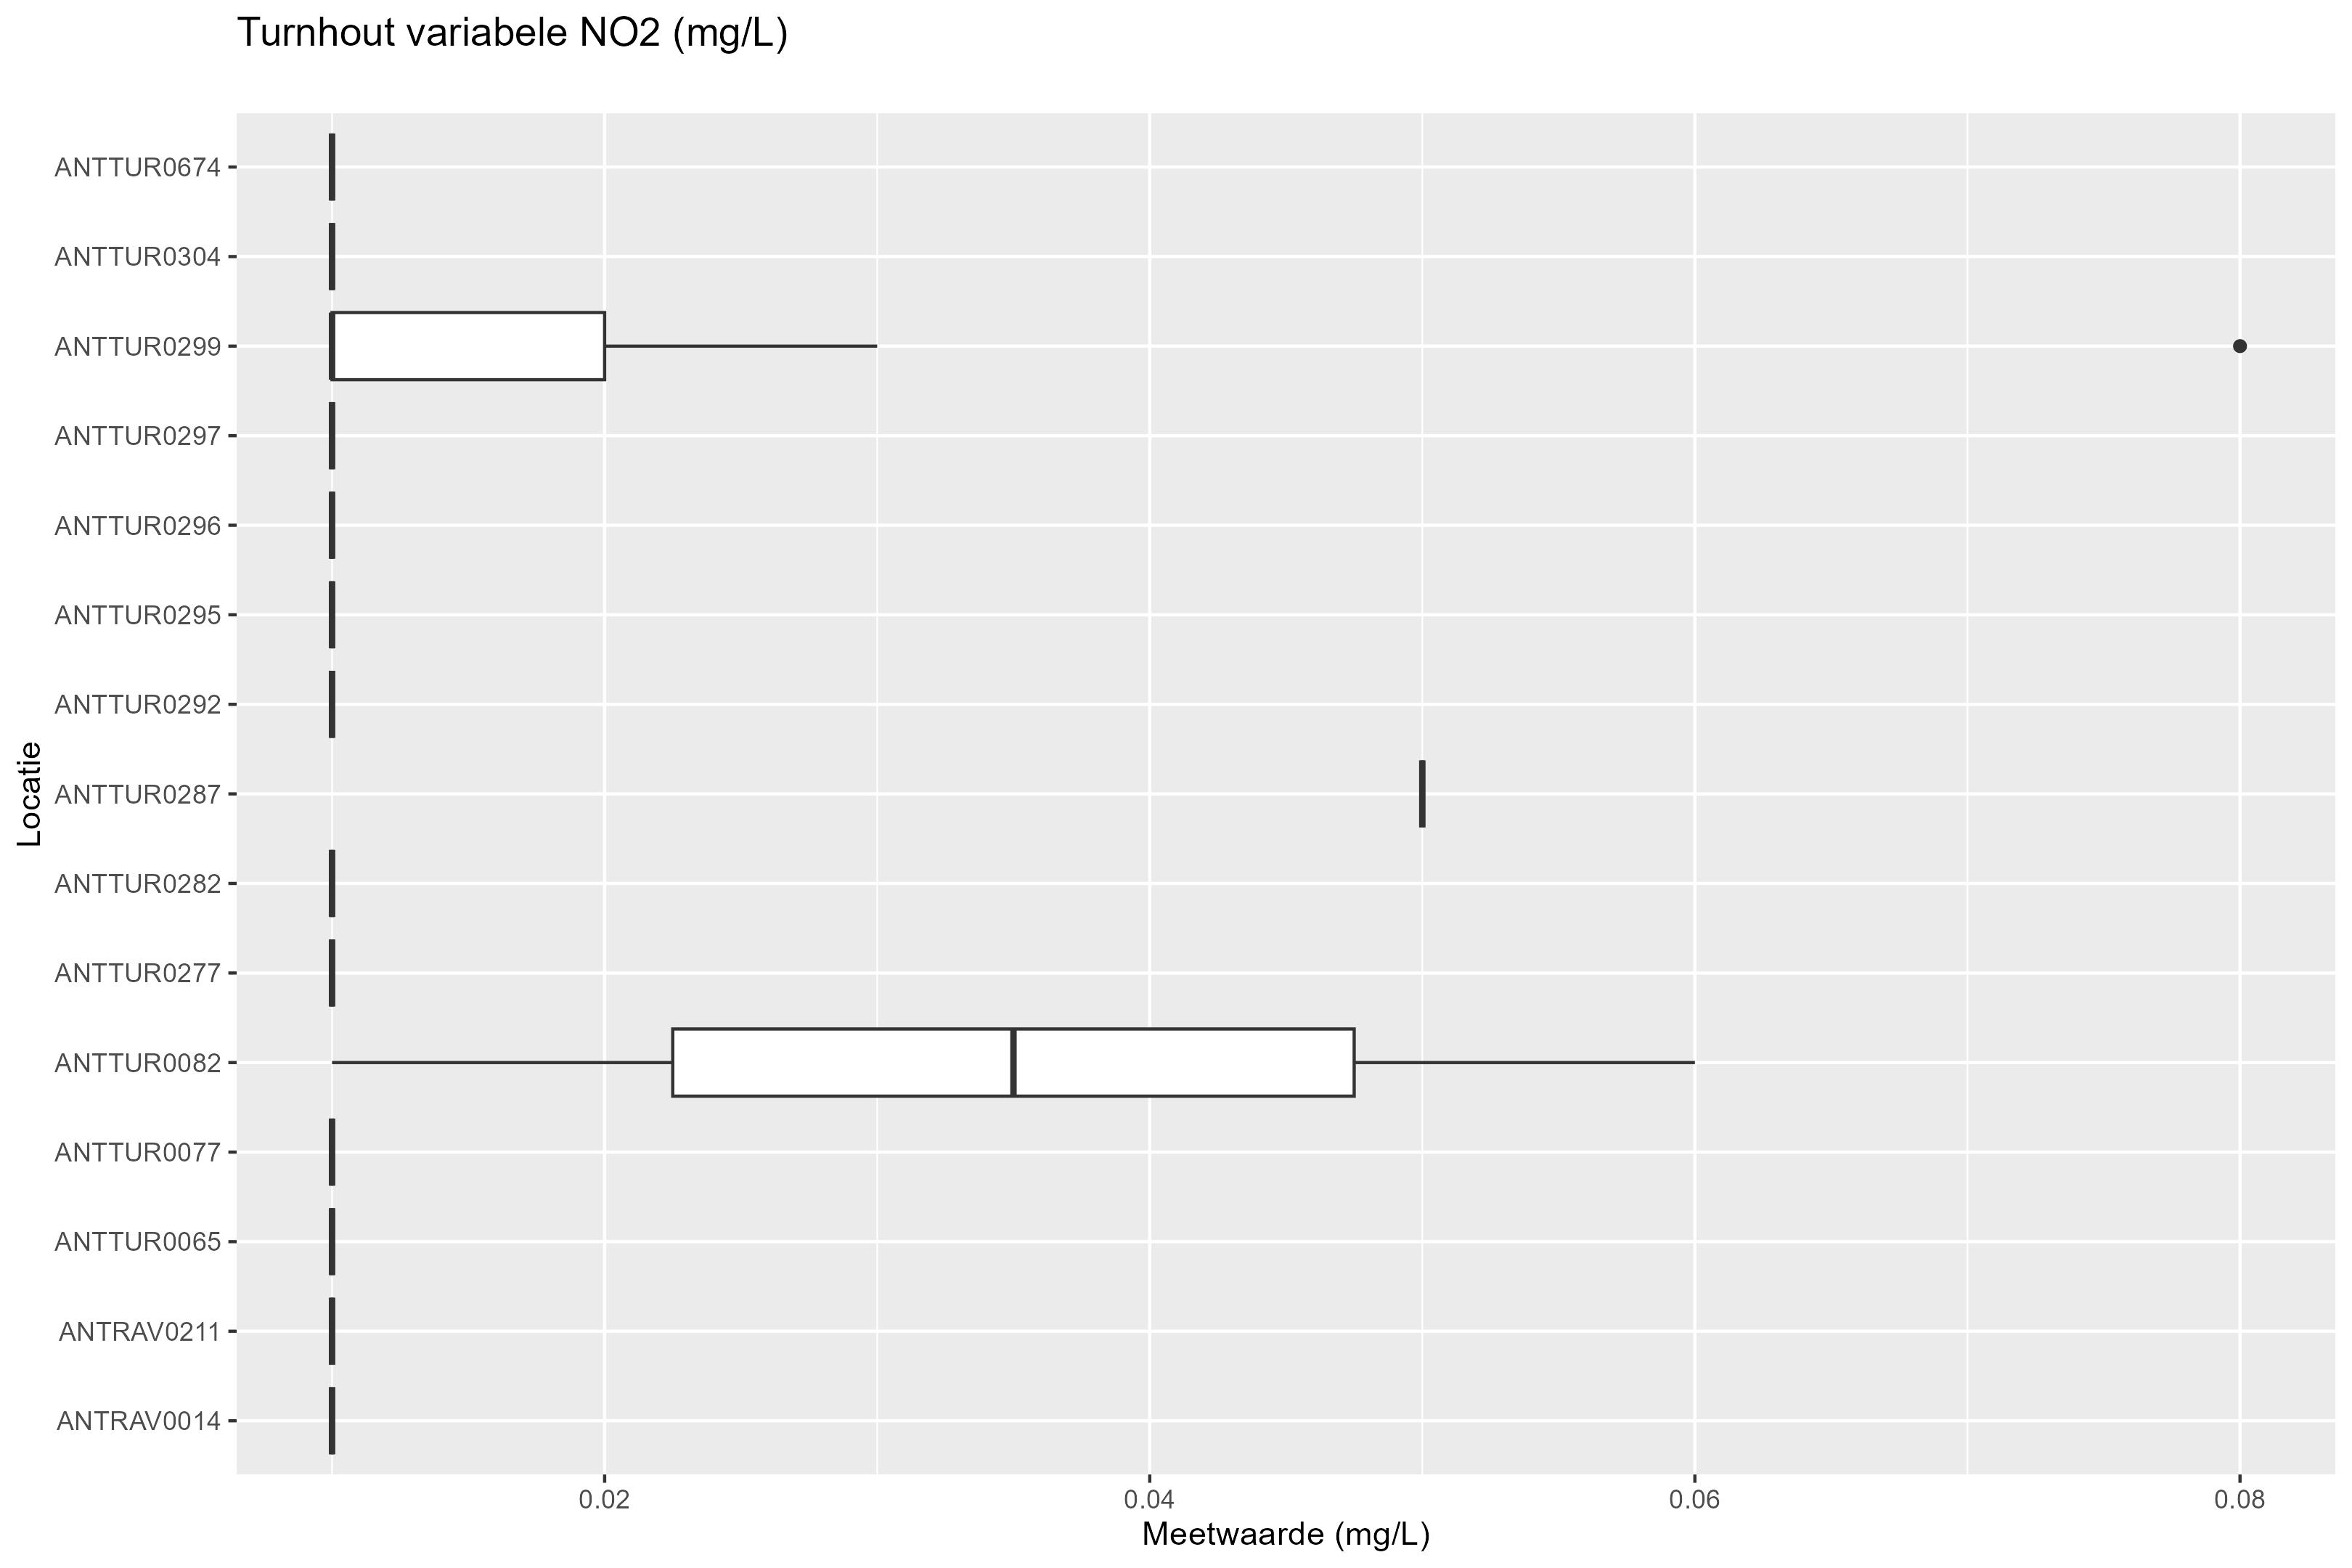 Turnhout variabele NO2 (mg/L)
Locatie
ANTTUR0674
ANTTUR0304
ANTTUR0299
ANTTUR0297
ANTTUR0296
ANTTUR0295
ANTTUR0292
ANTTUR0287
ANTTUR0282
ANTTUR0277
ANTTUR0082
ANTTUR0077
ANTTUR0065
ANTRAV0211
ANTRAV0014
0.02 0.04 0.06 0.08
Meetwaarde (mg/L)